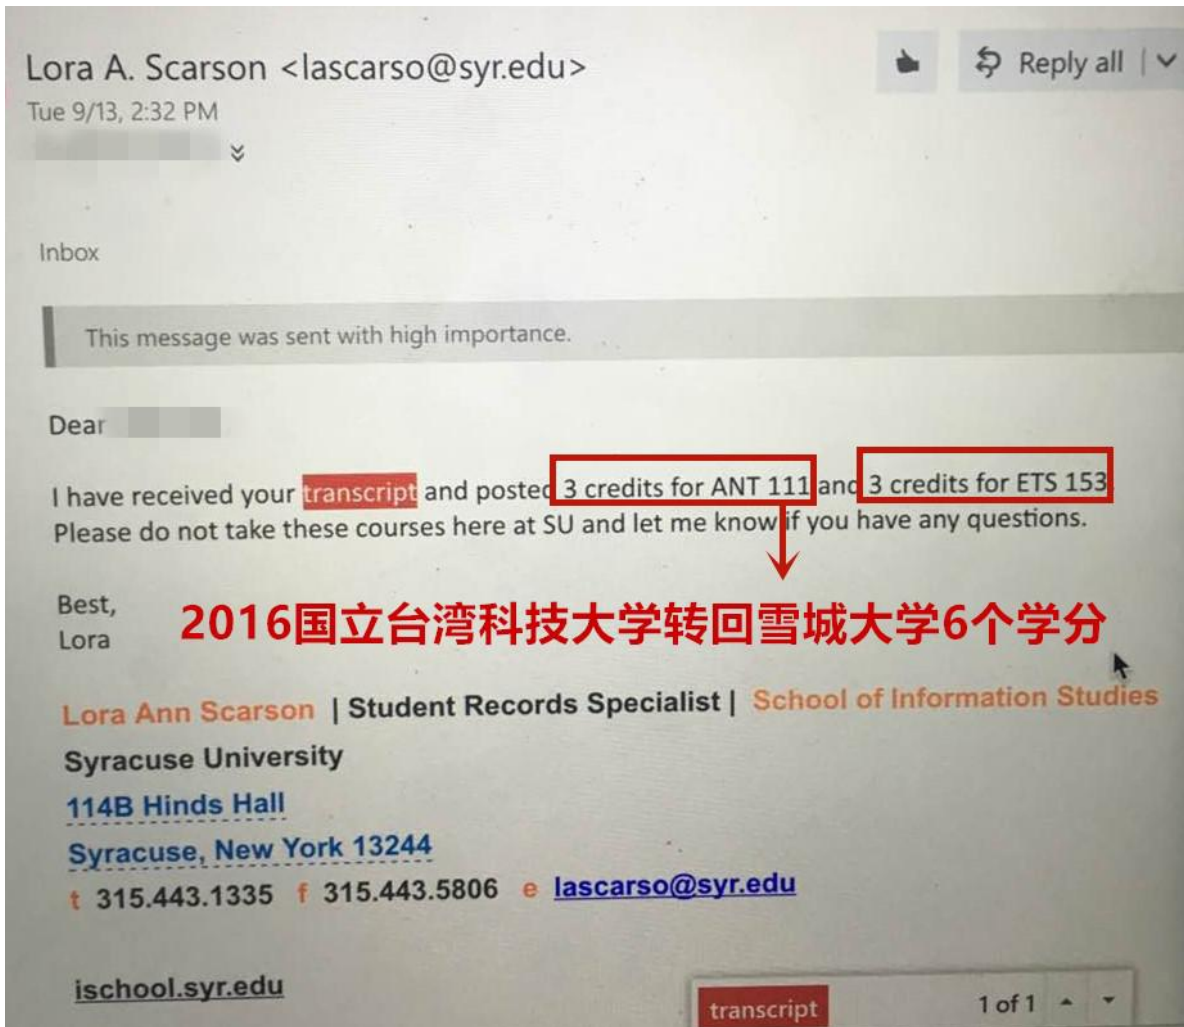 Lora A. Scarson <lascarso@syr.edu>
Reply all
Tue 9/13, 2:32 PM
Inbox
This message was sent with high importance.
Dear
I have received your transcript and posted 3 credits for ANT 111 and 3 credits for ETS 153.
Please do not take these courses here at SU and let me know if you have any questions.
Best,
Lora
2016国立台湾科技大学转回雪城大学6个学分
Lora Ann Scarson | Student Records Specialist | School of Information Studies
Syracuse University
114B Hinds Hall
Syracuse, New York 13244
t 315.443.1335 f 315.443.5806 e lascarso@syr.edu
ischool.syr.edu
transcript 1 of 1